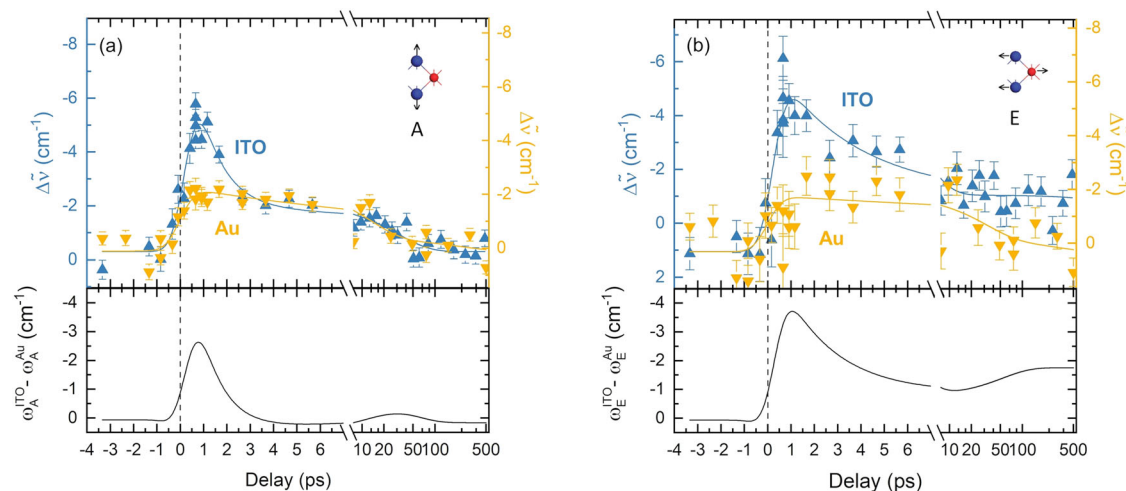 (a)
-8
-6
-4
-2
0
Δν̃ (cm⁻¹)
ITO
Au
A
-8
-6
-4
-2
0
Δν̃ (cm⁻¹)
-4
-3
-2
-1
0
ω_A^ITO - ω_A^Au (cm⁻¹)
-4 -3 -2 -1 0 1 2 3 4 5 6 7 10 20 50 100 500
Delay (ps)
(b)
-6
-4
-2
0
2
Δν̃ (cm⁻¹)
ITO
Au
E
-8
-6
-4
-2
0
Δν̃ (cm⁻¹)
-4
-3
-2
-1
0
ω_E^ITO - ω_E^Au (cm⁻¹)
-4 -3 -2 -1 0 1 2 3 4 5 6 7 10 20 50 100 500
Delay (ps)